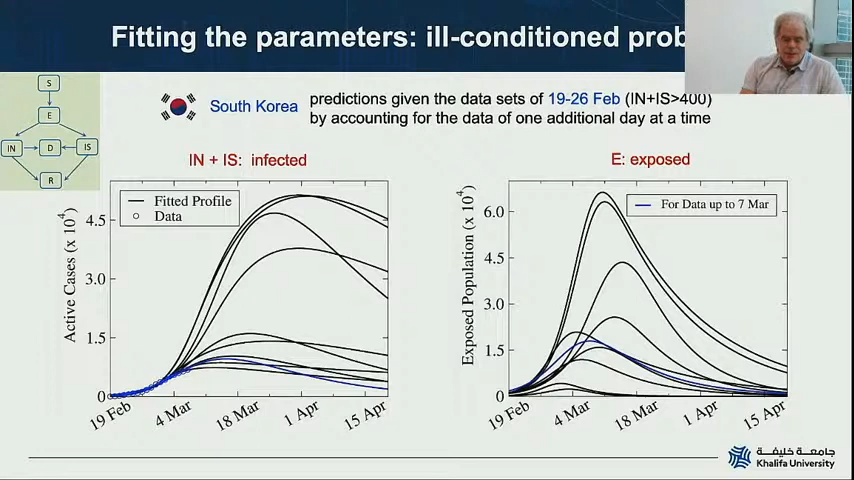 Fitting the parameters: ill-conditioned
South Korea
predictions given the data sets of 19-26 Feb (IN+IS>400)
by accounting for the data of one additional day at a time
S
E
IN
D
IS
R
IN + IS: infected
E: exposed
Fitted Profile
Data
For Data up to 7 Mar
Active Cases (x 10⁴)
4.5
3.0
1.5
0
19 Feb
4 Mar
18 Mar
1 Apr
15 Apr
Exposed Population (x 10⁴)
6.0
4.5
3.0
1.5
0
19 Feb
4 Mar
18 Mar
1 Apr
15 Apr
جامعة خليفة
Khalifa University